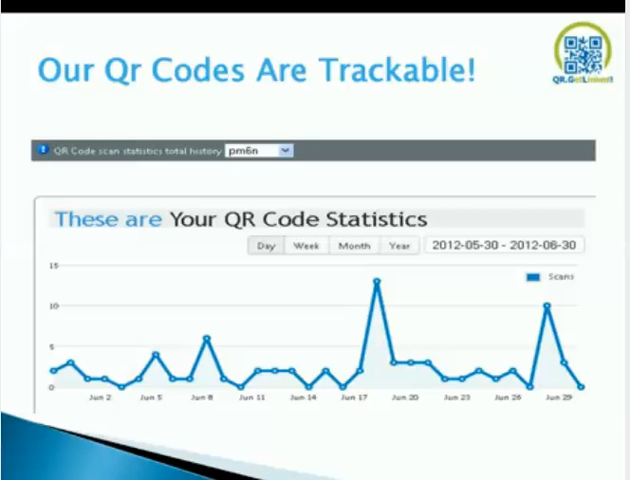 Our Qr Codes Are Trackable!
QR.GetLinked!
QR Code scan statistics total history pm6n
These are Your QR Code Statistics
Day Week Month Year 2012-05-30 - 2012-06-30
Scans
15
10
5
0
Jun 2 Jun 5 Jun 8 Jun 11 Jun 14 Jun 17 Jun 20 Jun 23 Jun 26 Jun 29